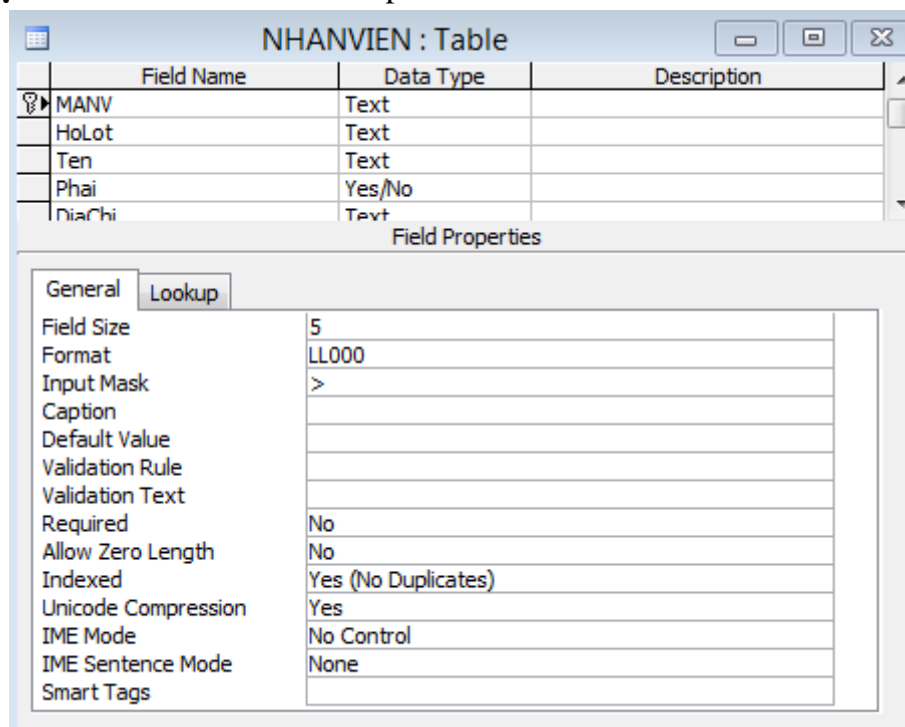 NHANVIEN : Table
Field Name Data Type Description
MANV Text
HoLot Text
Ten Text
Phai Yes/No
DiaChi Text
Field Properties
General Lookup
Field Size 5
Format LL000
Input Mask >
Caption
Default Value
Validation Rule
Validation Text
Required No
Allow Zero Length No
Indexed Yes (No Duplicates)
Unicode Compression Yes
IME Mode No Control
IME Sentence Mode None
Smart Tags